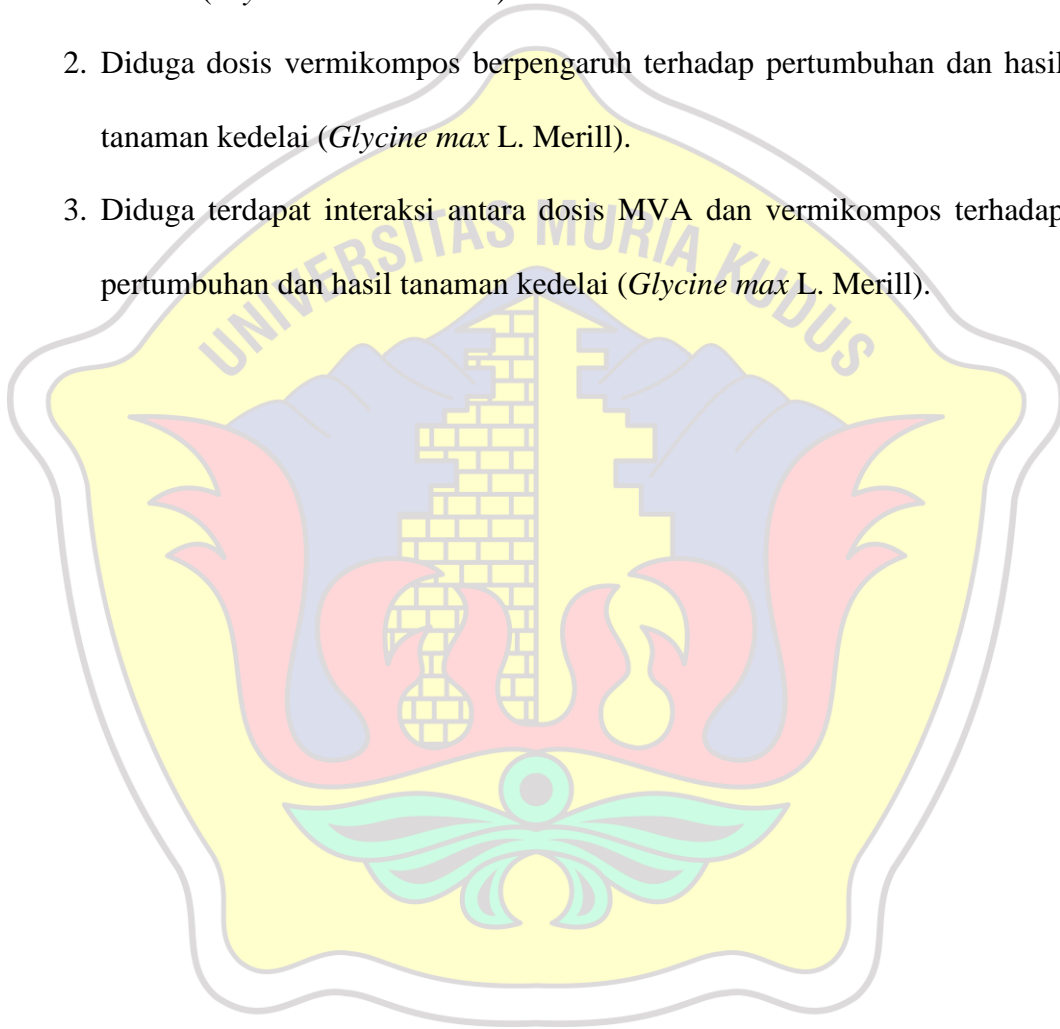 2. Diduga dosis vermikompos berpengaruh terhadap pertumbuhan dan hasil
tanaman kedelai (Glycine max L. Merill).
3. Diduga terdapat interaksi antara dosis MVA dan vermikompos terhadap
pertumbuhan dan hasil tanaman kedelai (Glycine max L. Merill).
UNIVERSITAS MURIA KUDUS